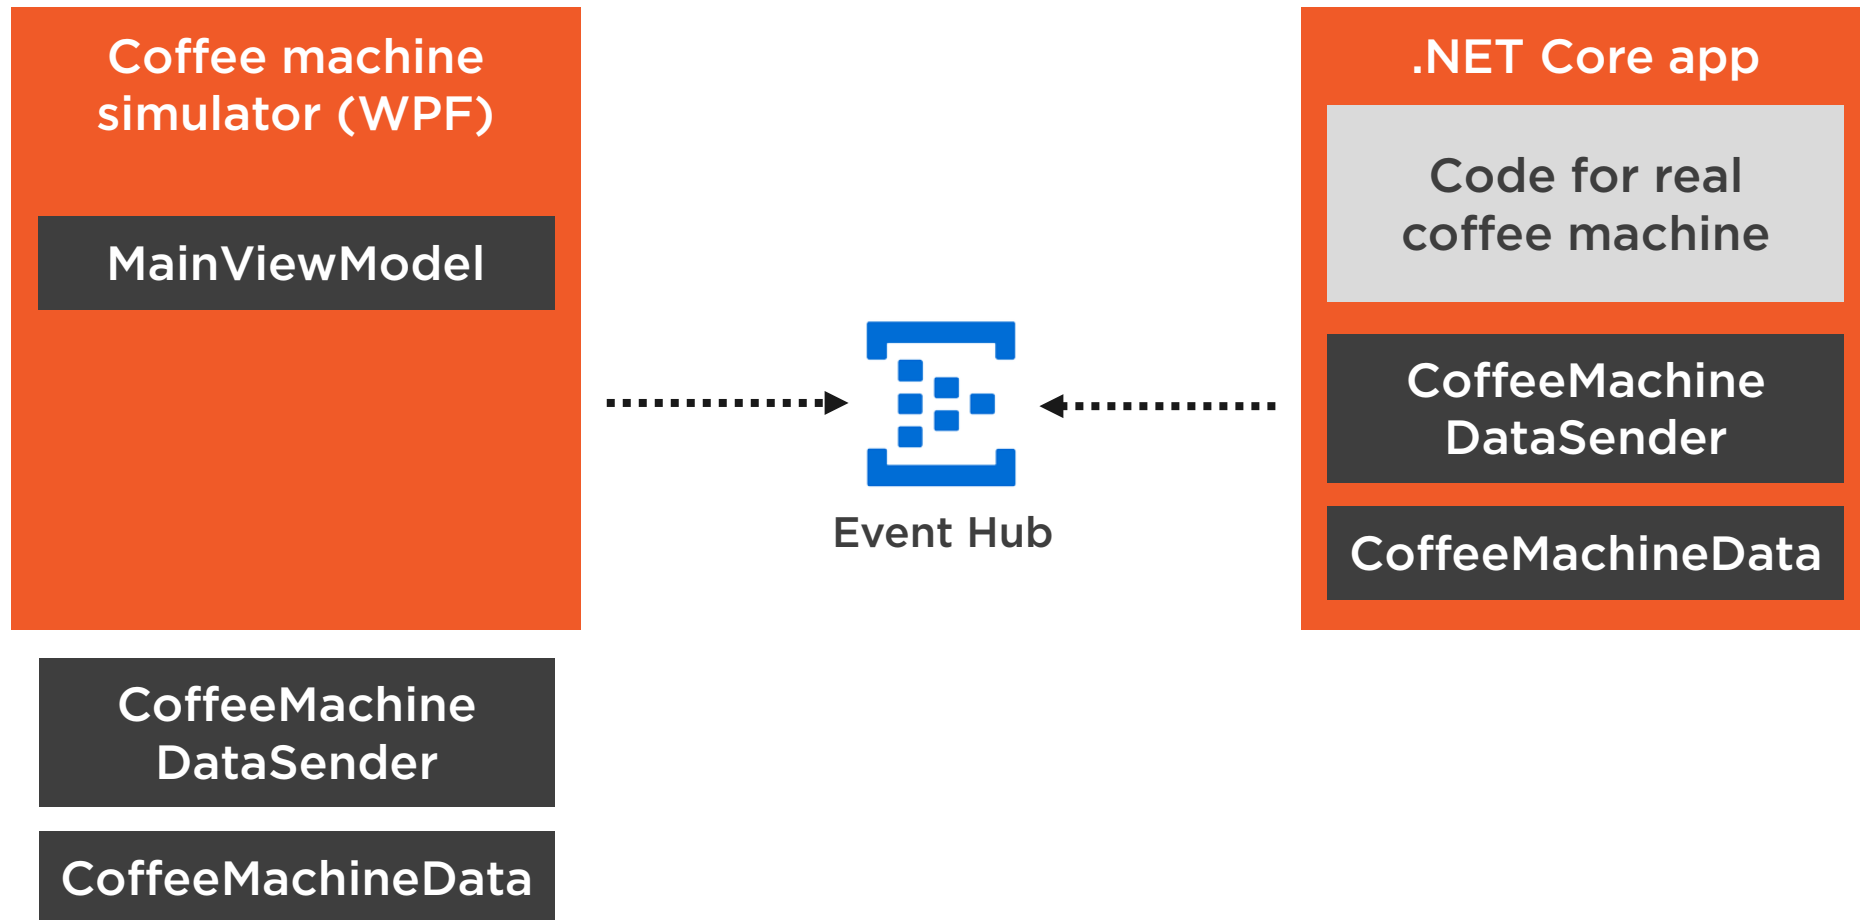 Coffee machine
simulator (WPF)
MainViewModel
CoffeeMachine
DataSender
CoffeeMachineData
Event Hub
.NET Core app
Code for real
coffee machine
CoffeeMachine
DataSender
CoffeeMachineData